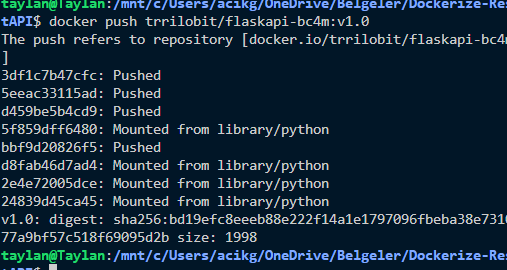 taylan@Taylan:/mnt/c/Users/acikg/OneDrive/Belgeler/Dockerize-Res
tAPI$ docker push trrilobit/flaskapi-bc4m:v1.0
The push refers to repository [docker.io/trrilobit/flaskapi-bc4m
]
3df1c7b47cfc: Pushed
5eeac33115ad: Pushed
d459be5b4cd9: Pushed
5f859dff6480: Mounted from library/python
bbf9d20826f5: Pushed
d8fab46d7ad4: Mounted from library/python
2e4e72005dce: Mounted from library/python
24839d45ca45: Mounted from library/python
v1.0: digest: sha256:bd19efc8eeeb88e222f14a1e1797096fbeba38e7310
77a9bf57c518f69095d2b size: 1998
taylan@Taylan:/mnt/c/Users/acikg/OneDrive/Belgeler/Dockerize-Res
tAPI$